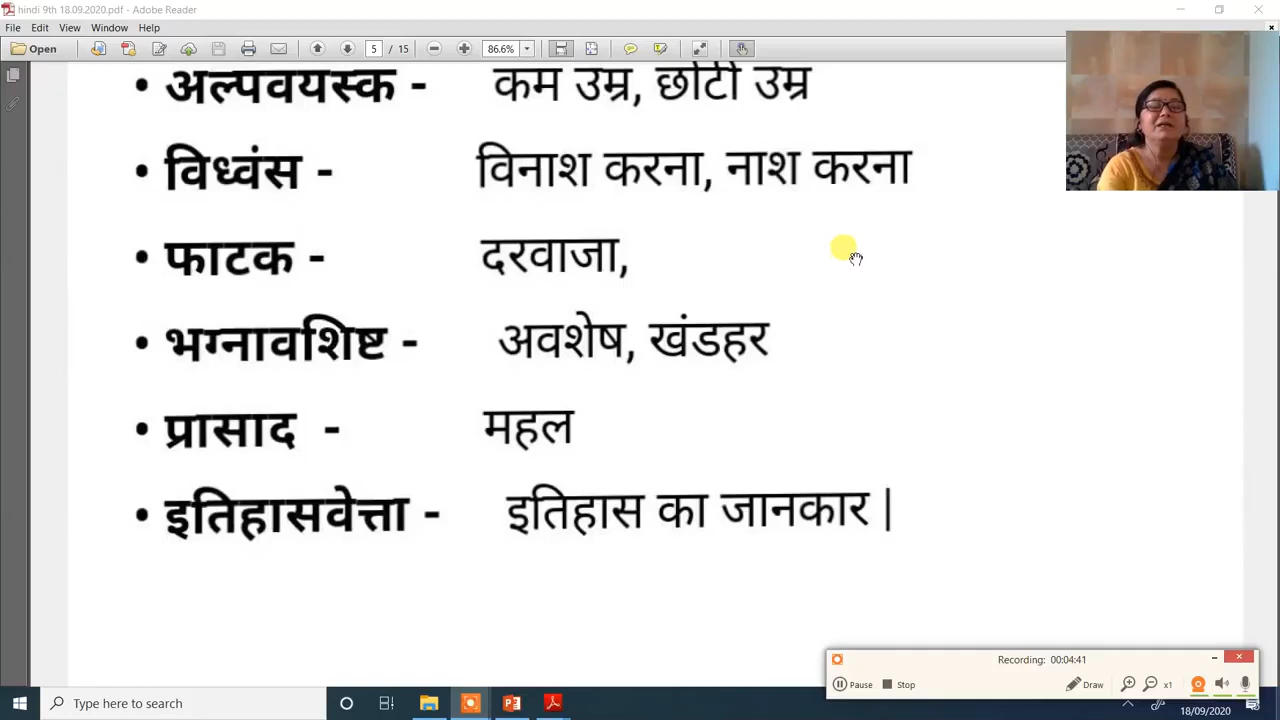 hindi 9th 18.09.2020.pdf - Adobe Reader
File Edit View Window Help
Open 5 / 15 86.6%
• अल्पवयस्क - कम उम्र, छोटी उम्र
• विध्वंस - विनाश करना, नाश करना
• फाटक - दरवाजा,
• भग्नावशिष्ट - अवशेष, खंडहर
• प्रासाद - महल
• इतिहासवेत्ता - इतिहास का जानकार |
Recording: 00:04:41
Pause Stop Draw x1
Type here to search
18/09/2020